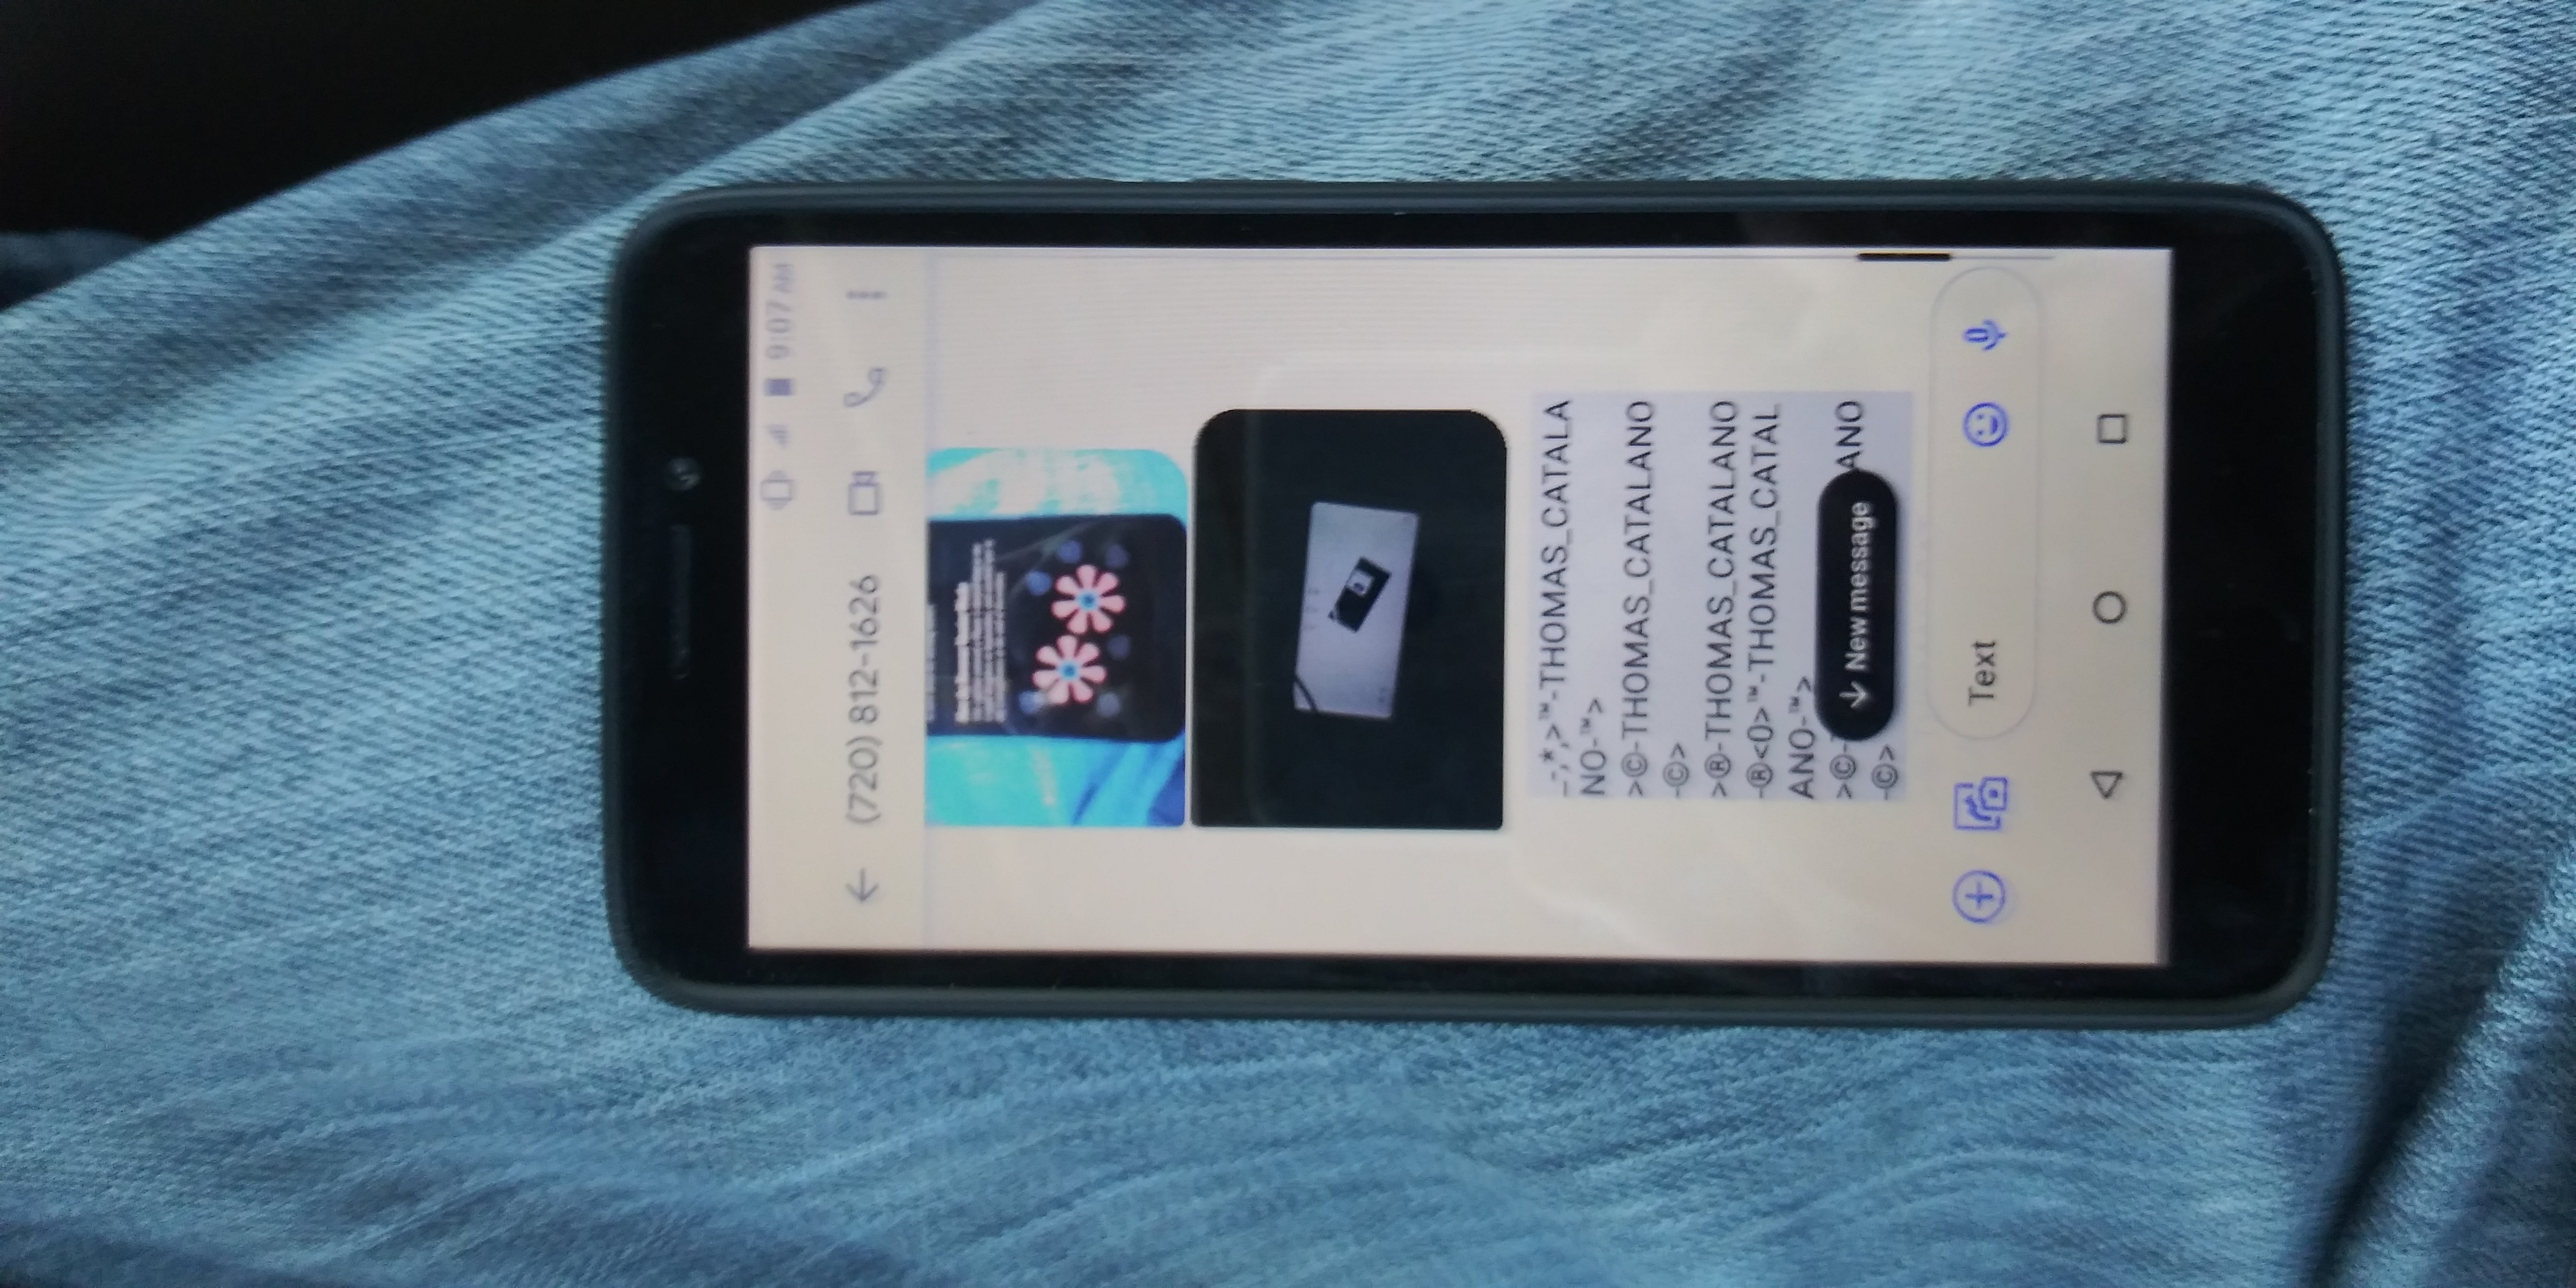 9:07 AM
(720) 812-1626
–,*,>™-THOMAS_CATALA
NO-™>
>©-THOMAS_CATALANO
-©>
>®-THOMAS_CATALANO
-®<0>™-THOMAS_CATAL
ANO-™>
>©- ANO
-©>
New message
Text